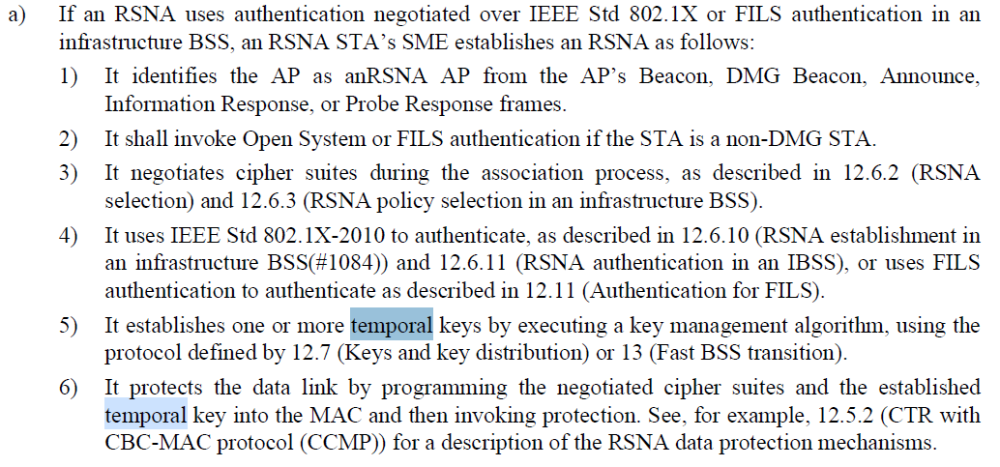 a) If an RSNA uses authentication negotiated over IEEE Std 802.1X or FILS authentication in an
infrastructure BSS, an RSNA STA’s SME establishes an RSNA as follows:
1) It identifies the AP as anRSNA AP from the AP’s Beacon, DMG Beacon, Announce,
Information Response, or Probe Response frames.
2) It shall invoke Open System or FILS authentication if the STA is a non-DMG STA.
3) It negotiates cipher suites during the association process, as described in 12.6.2 (RSNA
selection) and 12.6.3 (RSNA policy selection in an infrastructure BSS).
4) It uses IEEE Std 802.1X-2010 to authenticate, as described in 12.6.10 (RSNA establishment in
an infrastructure BSS(#1084)) and 12.6.11 (RSNA authentication in an IBSS), or uses FILS
authentication to authenticate as described in 12.11 (Authentication for FILS).
5) It establishes one or more temporal keys by executing a key management algorithm, using the
protocol defined by 12.7 (Keys and key distribution) or 13 (Fast BSS transition).
6) It protects the data link by programming the negotiated cipher suites and the established
temporal key into the MAC and then invoking protection. See, for example, 12.5.2 (CTR with
CBC-MAC protocol (CCMP)) for a description of the RSNA data protection mechanisms.